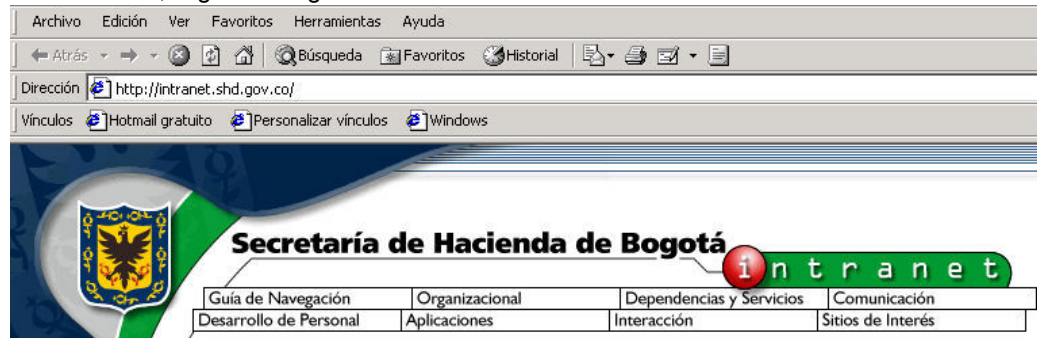 Archivo Edición Ver Favoritos Herramientas Ayuda
Atrás Búsqueda Favoritos Historial
Dirección http://intranet.shd.gov.co/
Vínculos Hotmail gratuito Personalizar vínculos Windows
Secretaría de Hacienda de Bogotá
intranet
Guía de Navegación Organizacional Dependencias y Servicios Comunicación
Desarrollo de Personal Aplicaciones Interacción Sitios de Interés